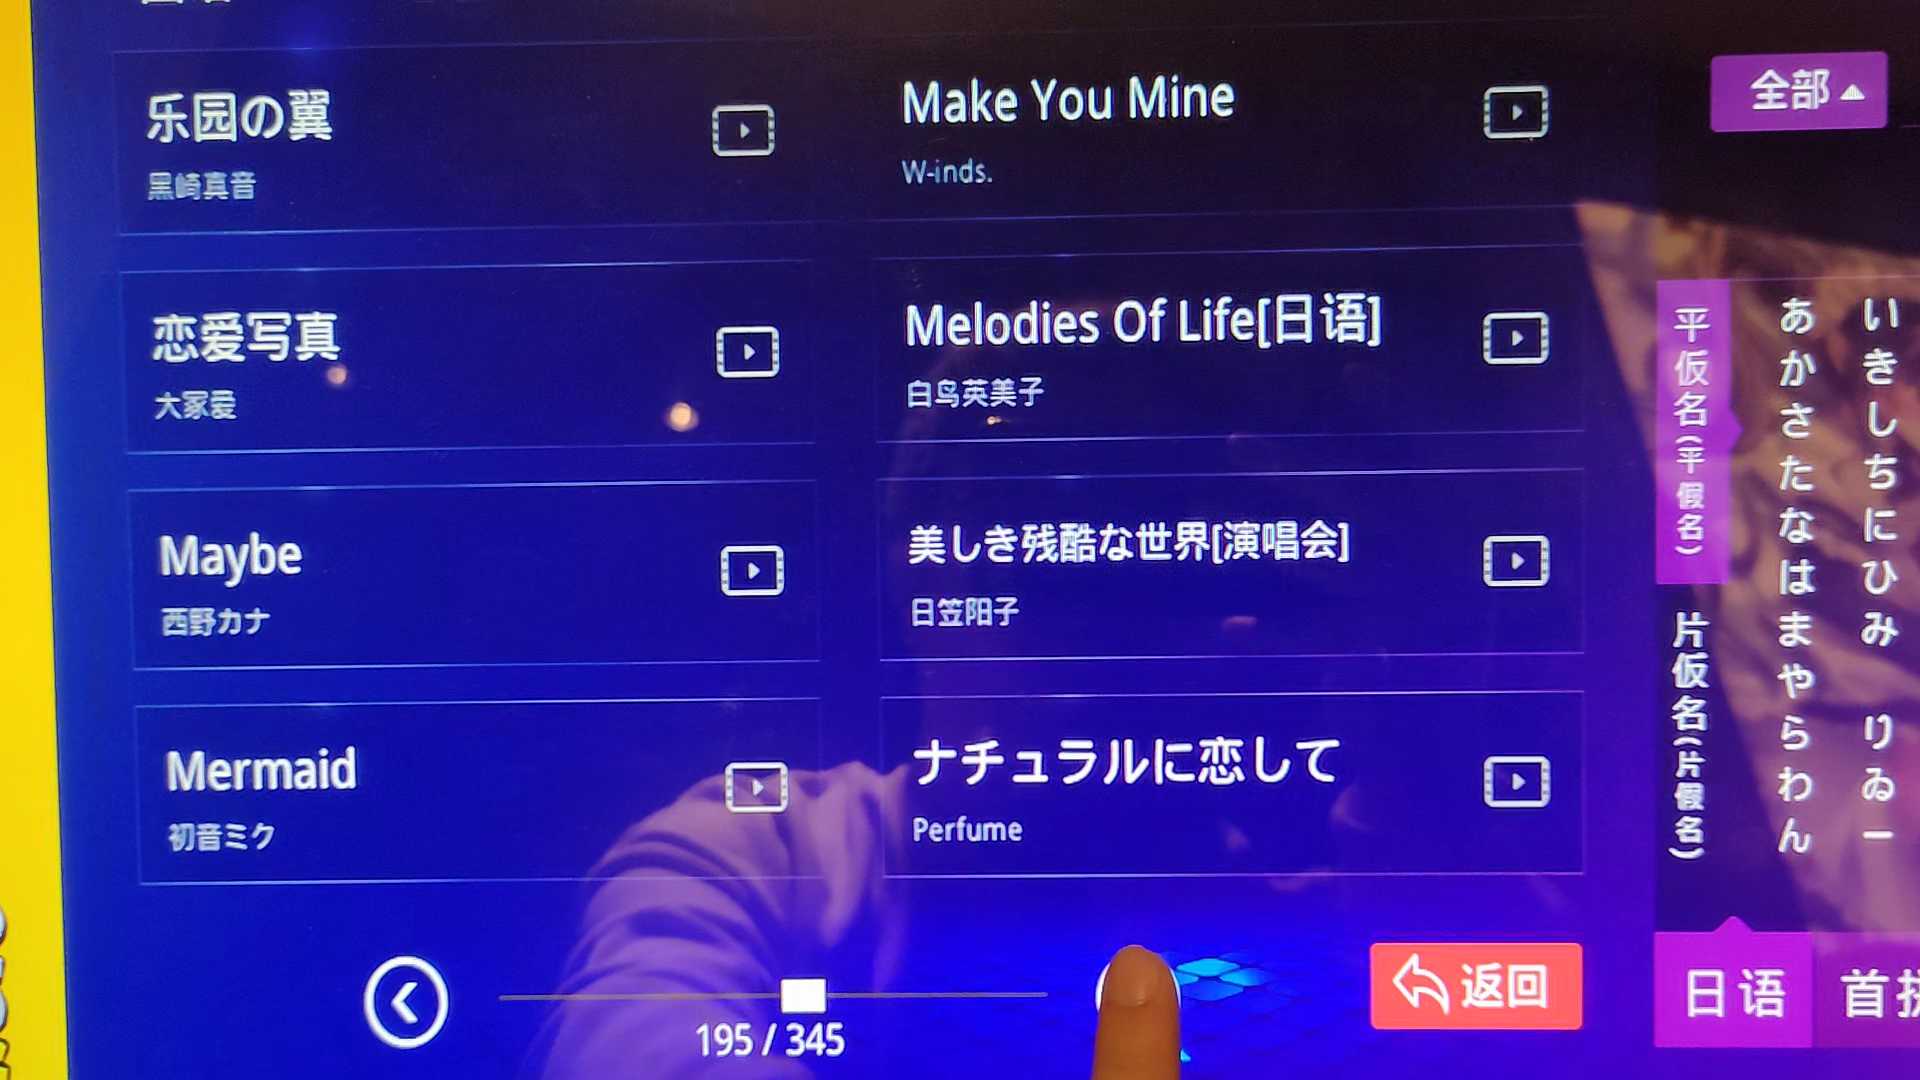 乐园の翼
黒崎真音
Make You Mine
W-inds.
全部
恋爱写真
大冢爱
Melodies Of Life[日语]
白鸟英美子
Maybe
西野カナ
美しき残酷な世界[演唱会]
日笠阳子
Mermaid
初音ミク
ナチュラルに恋して
Perfume
平仮名(平假名)
片仮名(片假名)
あかさたなはまやらわん
いきしちにひみ りゐー
195 / 345
返回
日语
首拼